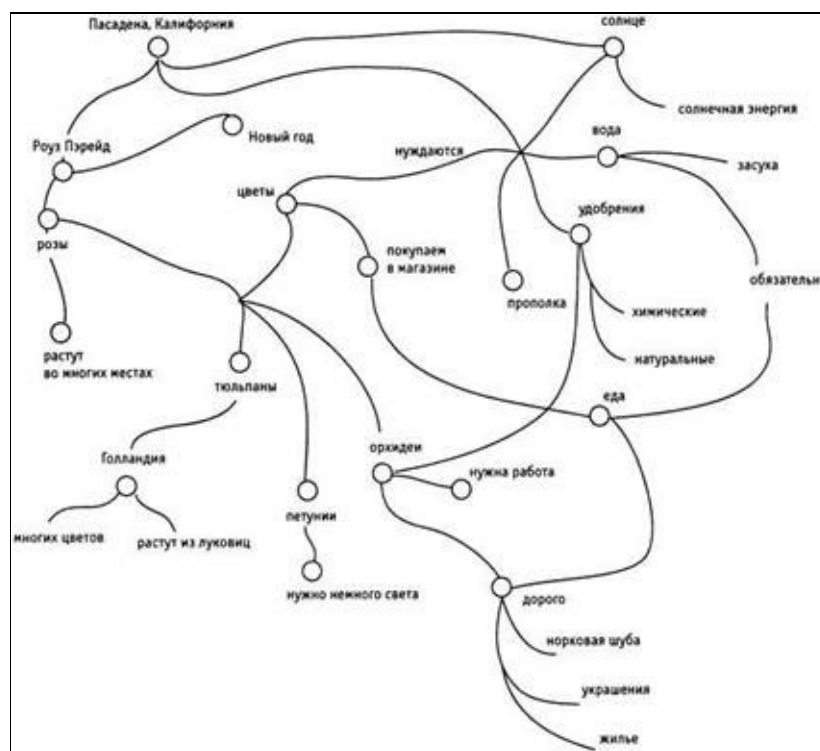 Пасадена, Калифорния
солнце
солнечная энергия
Роуз Пэрейд
Новый год
нуждаются
вода
засуха
цветы
удобрения
розы
покупаем
в магазине
прополка
обязательн
химические
растут
во многих местах
натуральные
тюльпаны
еда
орхидеи
Голландия
нужна работа
петунии
многих цветов
растут из луковиц
нужно немного света
дорого
норковая шуба
украшения
жилье